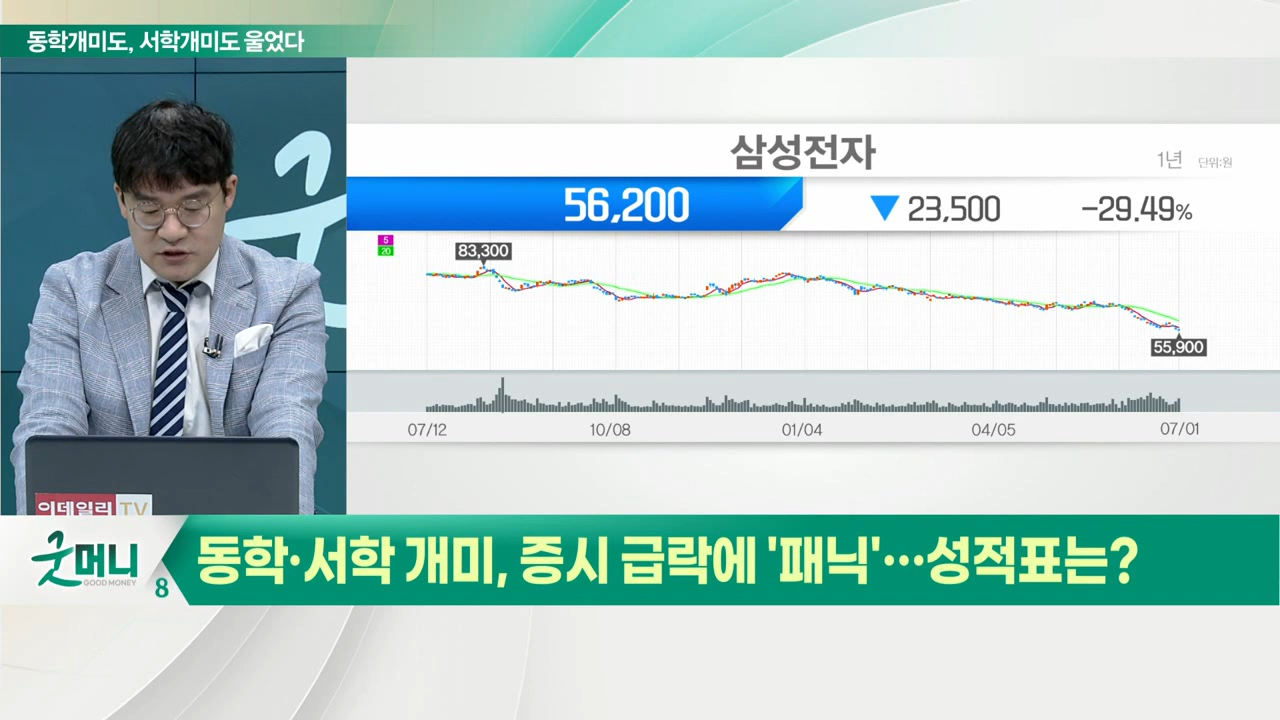 동학개미도, 서학개미도 울었다
삼성전자
1년 단위:원
56,200 ▼ 23,500 -29.49%
5
20
83,300
55,900
07/12 10/08 01/04 04/05 07/01
이데일리 TV
굿머니
GOOD MONEY
8
동학·서학 개미, 증시 급락에 '패닉'…성적표는?